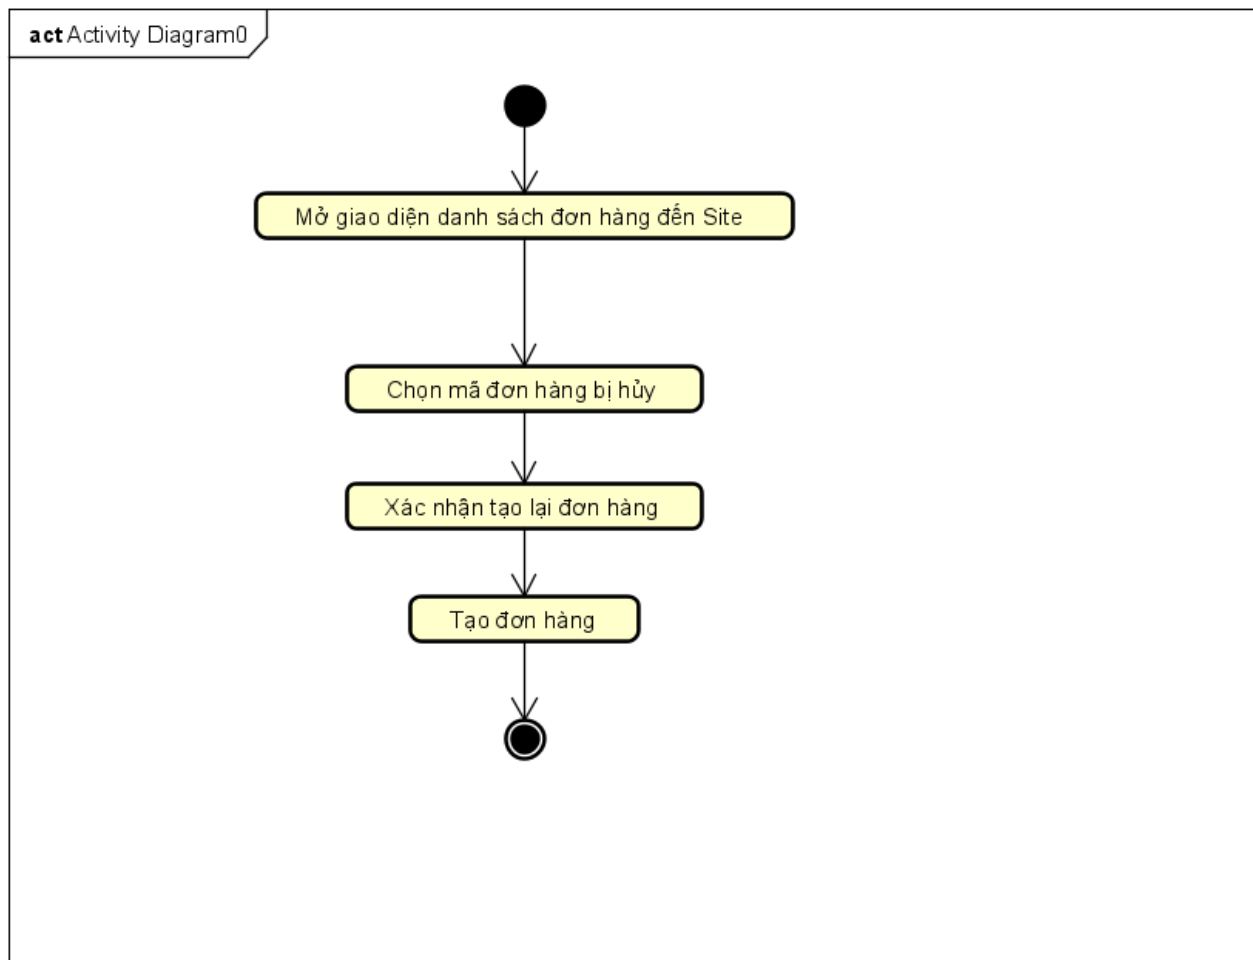 act Activity Diagram0
Mở giao diện danh sách đơn hàng đến Site
Chọn mã đơn hàng bị hủy
Xác nhận tạo lại đơn hàng
Tạo đơn hàng